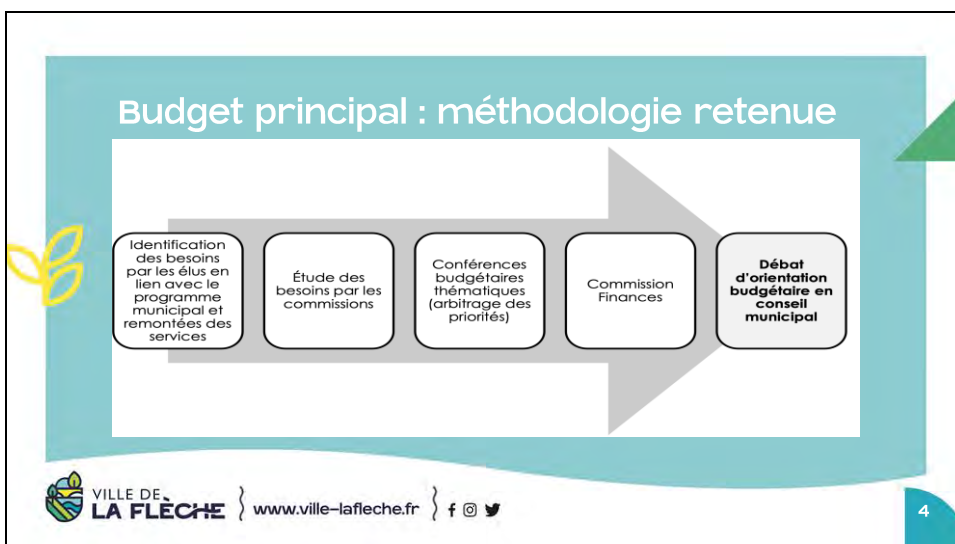 Budget principal : méthodologie retenue
Identification
des besoins
par les élus en
lien avec le
programme
municipal et
remontées des
services
Étude des
besoins par les
commissions
Conférences
budgétaires
thématiques
(arbitrage des
priorités)
Commission
Finances
Débat
d'orientation
budgétaire en
conseil
municipal
VILLE DE
LA FLÈCHE
www.ville-lafleche.fr
4